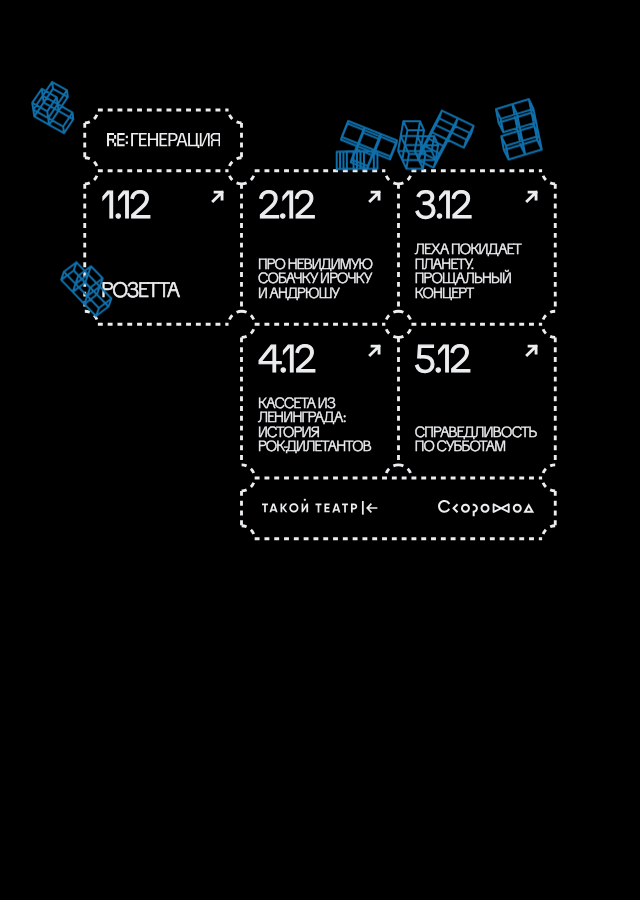 RE: ГЕНЕРАЦИЯ
1.12
РОЗЕТТА
2.12
ПРО НЕВИДИМУЮ
СОБАЧКУ ИРОЧКУ
И АНДРЮШУ
3.12
ЛЕХА ПОКИДАЕТ
ПЛАНЕТУ.
ПРОЩАЛЬНЫЙ
КОНЦЕРТ
4.12
КАССЕТА ИЗ
ЛЕНИНГРАДА:
ИСТОРИЯ
РОК-ДИЛЕТАНТОВ
5.12
СПРАВЕДЛИВОСТЬ
ПО СУББОТАМ
ТАКОЙ ТЕАТР
Скороход